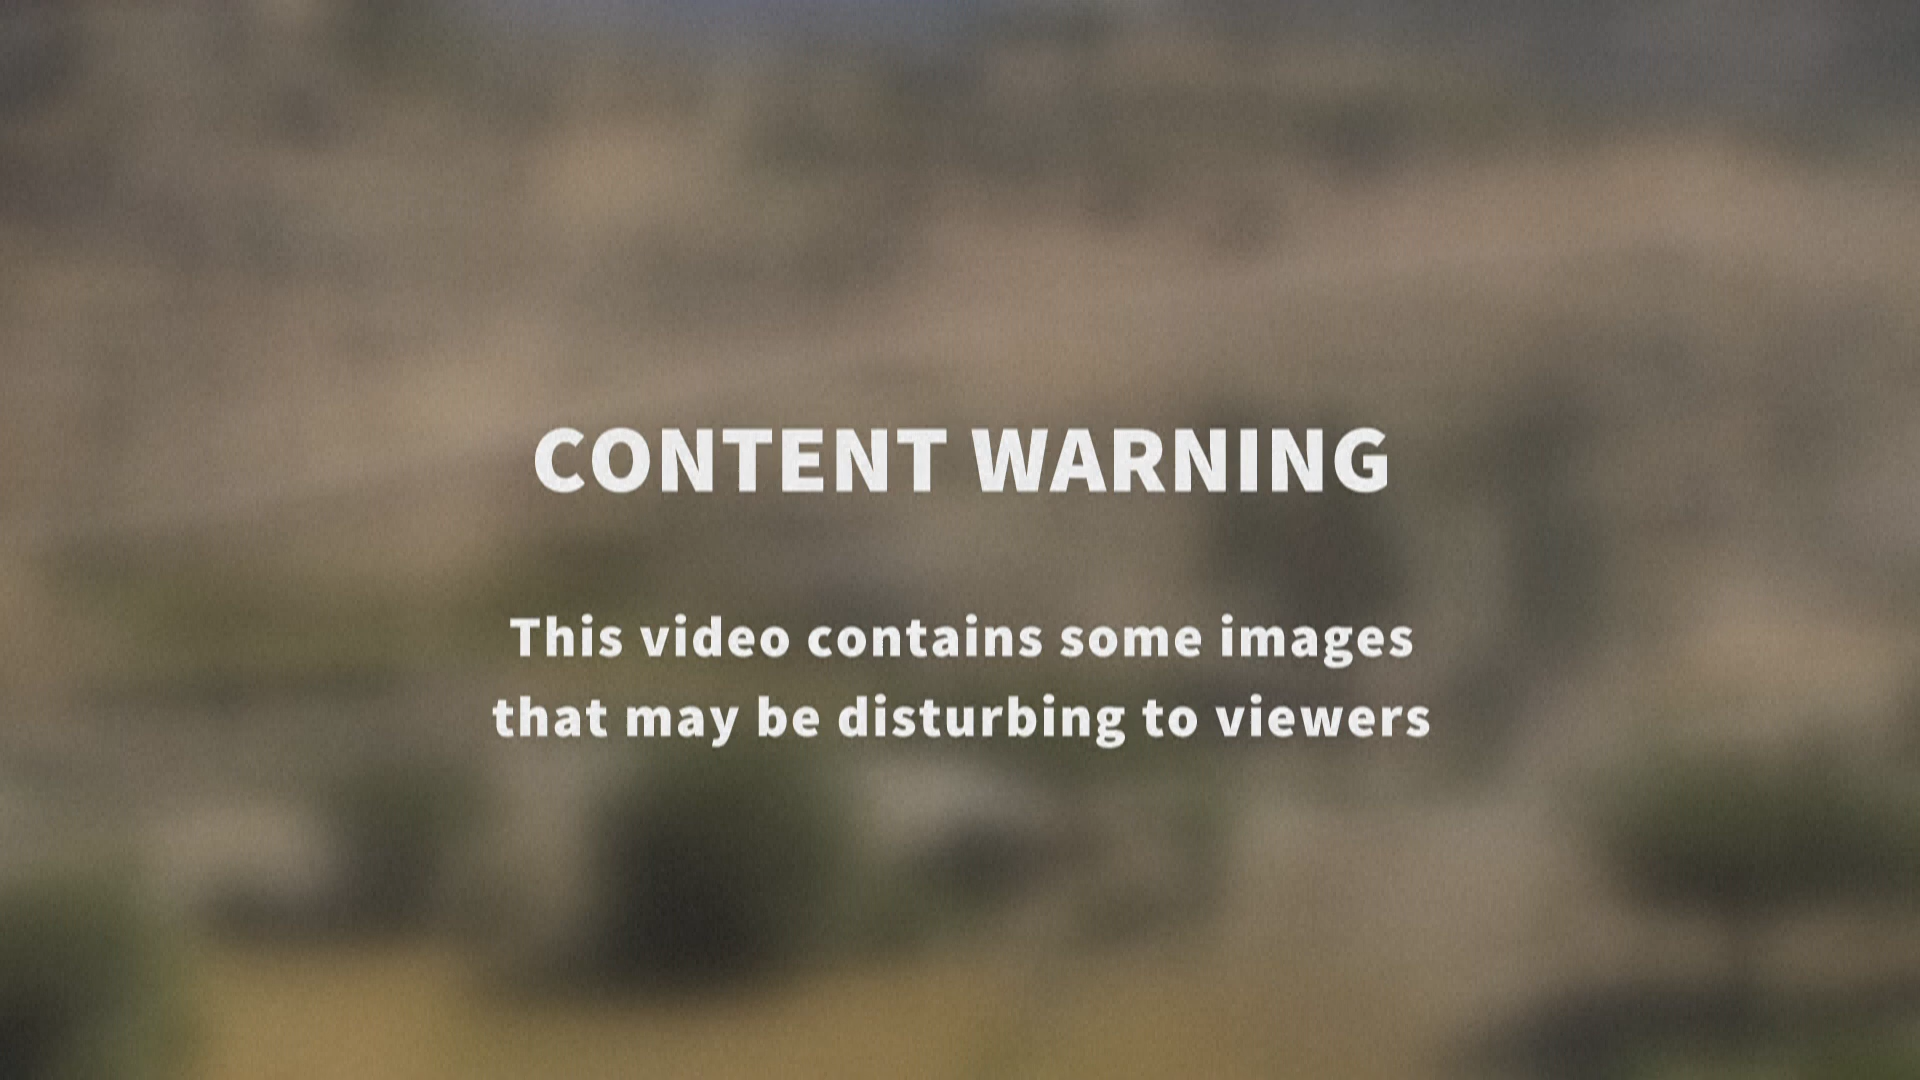 CONTENT WARNING
This video contains some images
that may be disturbing to viewers